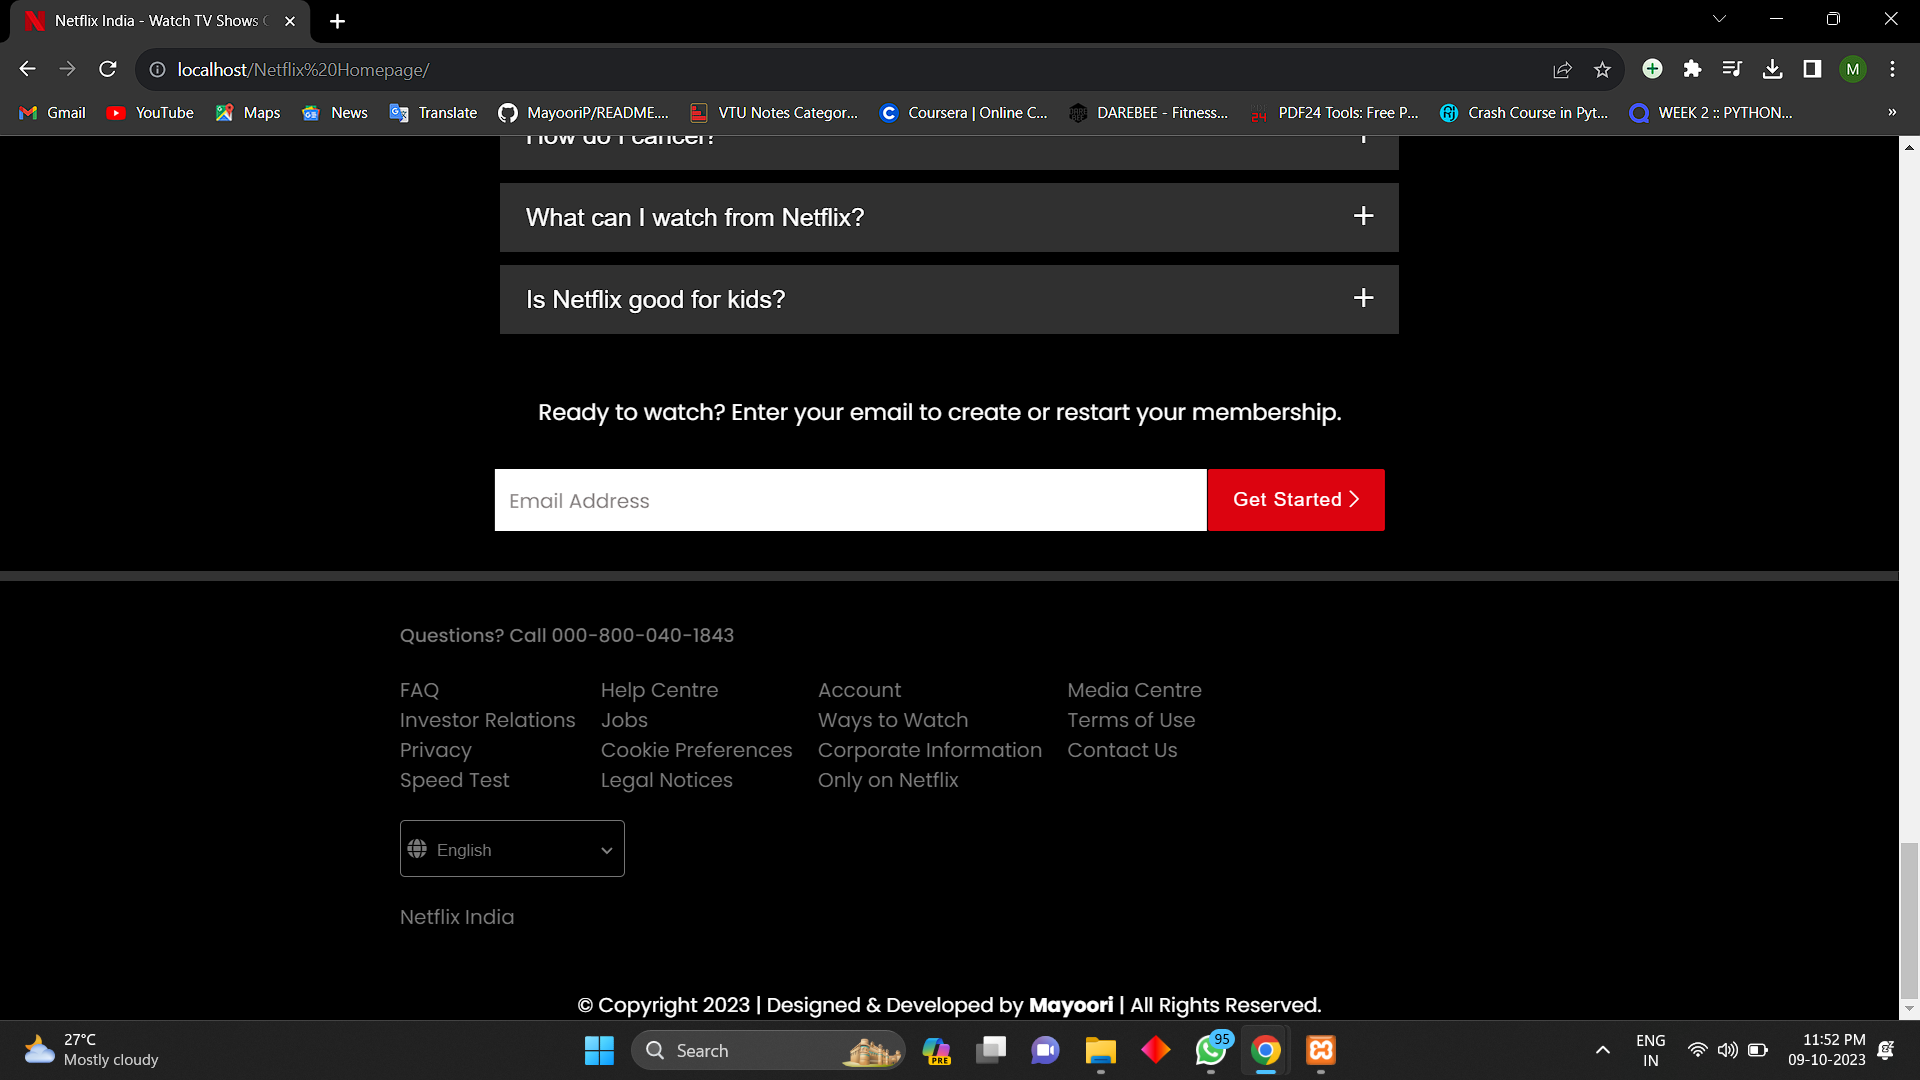 Netflix India - Watch TV Shows
localhost/Netflix%20Homepage/
M
Gmail YouTube Maps News Translate MayooriP/README.... VTU Notes Categor... Coursera | Online C... DAREBEE - Fitness... PDF24 Tools: Free P... Crash Course in Pyt... WEEK 2 :: PYTHON... »
How do I cancel? +
What can I watch from Netflix? +
Is Netflix good for kids? +
Ready to watch? Enter your email to create or restart your membership.
Email Address Get Started >
Questions? Call 000-800-040-1843
FAQ Help Centre Account Media Centre
Investor Relations Jobs Ways to Watch Terms of Use
Privacy Cookie Preferences Corporate Information Contact Us
Speed Test Legal Notices Only on Netflix
English
Netflix India
© Copyright 2023 | Designed & Developed by Mayoori | All Rights Reserved.
27°C
Mostly cloudy
Search
PRE
95
ENG
IN
11:52 PM
09-10-2023